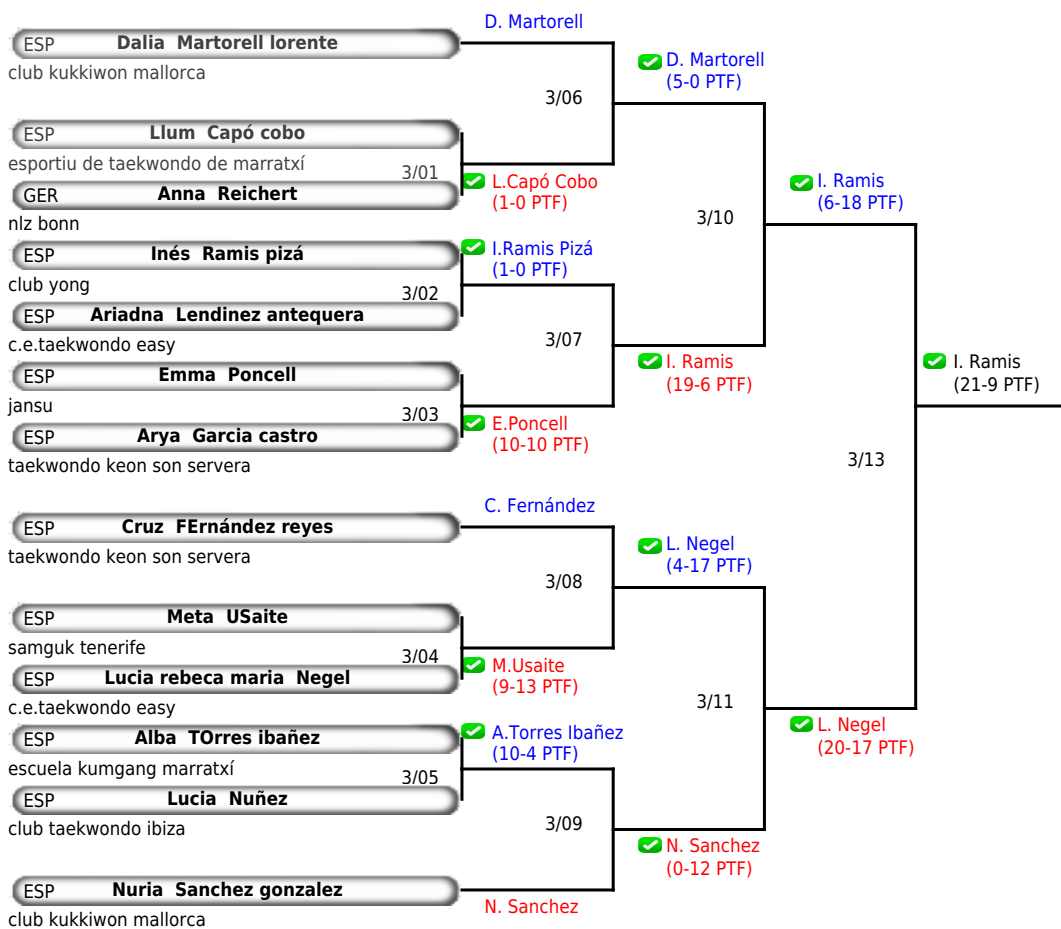 D. Martorell
ESP Dalia Martorell lorente
club kukkiwon mallorca
D. Martorell
(5-0 PTF)
3/06
ESP Llum Capó cobo
esportiu de taekwondo de marratxí
3/01
GER Anna Reichert
nlz bonn
L.Capó Cobo
(1-0 PTF)
I. Ramis
(6-18 PTF)
3/10
ESP Inés Ramis pizá
club yong
I.Ramis Pizá
(1-0 PTF)
3/02
ESP Ariadna Lendinez antequera
c.e.taekwondo easy
3/07
I. Ramis
(19-6 PTF)
I. Ramis
(21-9 PTF)
ESP Emma Poncell
jansu
3/03
ESP Arya Garcia castro
taekwondo keon son servera
E.Poncell
(10-10 PTF)
3/13
C. Fernández
ESP Cruz FErnández reyes
taekwondo keon son servera
L. Negel
(4-17 PTF)
3/08
ESP Meta USaite
samguk tenerife
3/04
ESP Lucia rebeca maria Negel
c.e.taekwondo easy
M.Usaite
(9-13 PTF)
3/11
L. Negel
(20-17 PTF)
ESP Alba TOrres ibañez
escuela kumgang marratxí
A.Torres Ibañez
(10-4 PTF)
3/05
ESP Lucia Nuñez
club taekwondo ibiza
3/09
N. Sanchez
(0-12 PTF)
ESP Nuria Sanchez gonzalez
club kukkiwon mallorca
N. Sanchez